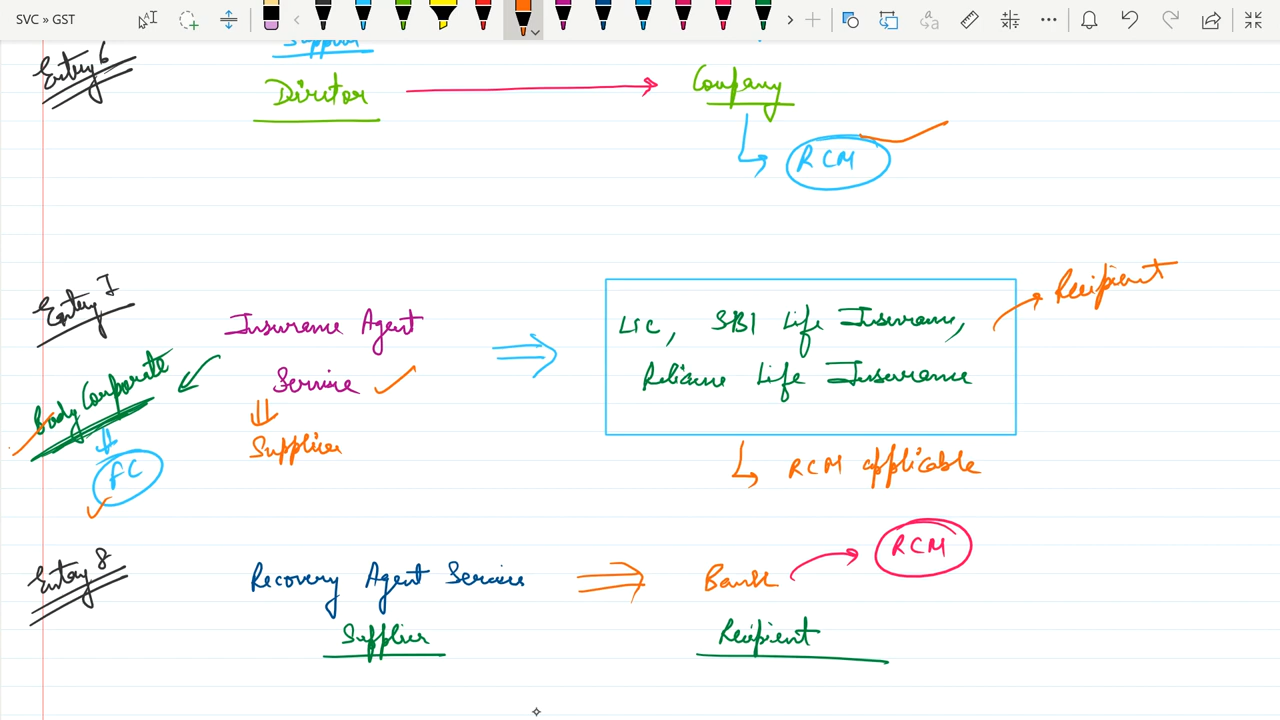 SVC » GST
Supplier
Entry 6
Director
Company
RCM
Entry 7
Insurance Agent
Service
Supplier
Body Corporate
FC
LIC, SBI Life Insurance,
Reliance Life Insurance
Recipient
RCM applicable
Entry 8
Recovery Agent Service
Supplier
Bank
Recipient
RCM